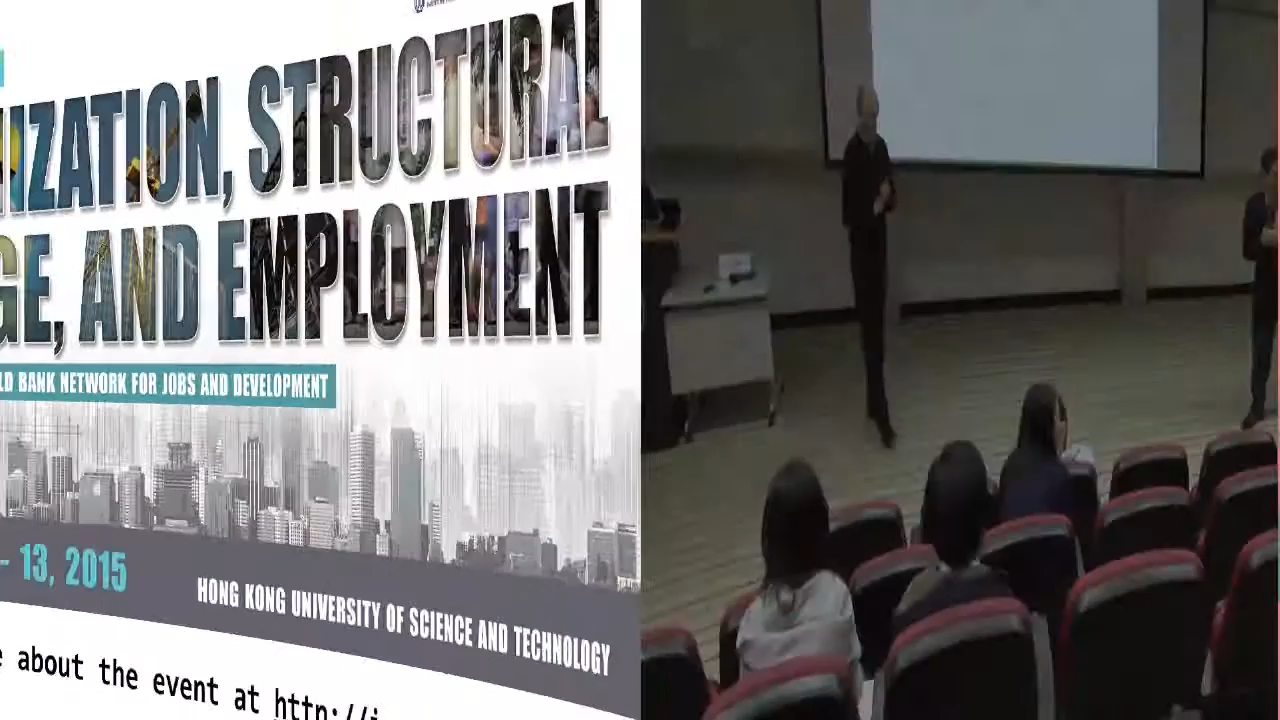 IZATION, STRUCTURAL
GE, AND EMPLOYMENT
LD BANK NETWORK FOR JOBS AND DEVELOPMENT
- 13, 2015
HONG KONG UNIVERSITY OF SCIENCE AND TECHNOLOGY
about the event at http://i